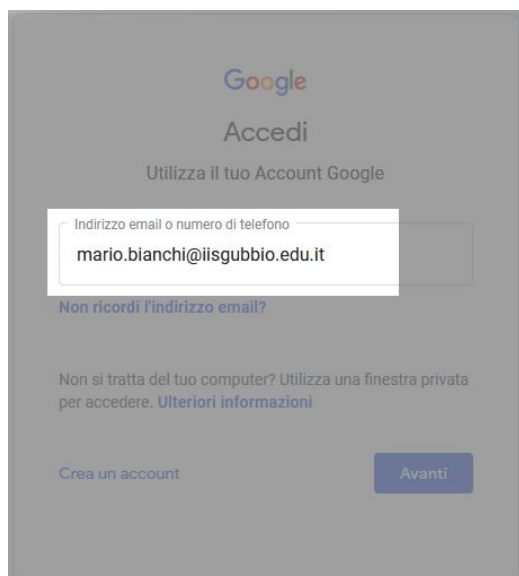 Google
Accedi
Utilizza il tuo Account Google
Indirizzo email o numero di telefono
mario.bianchi@iisgubbio.edu.it
Non ricordi l'indirizzo email?
Non si tratta del tuo computer? Utilizza una finestra privata
per accedere. Ulteriori informazioni
Crea un account
Avanti